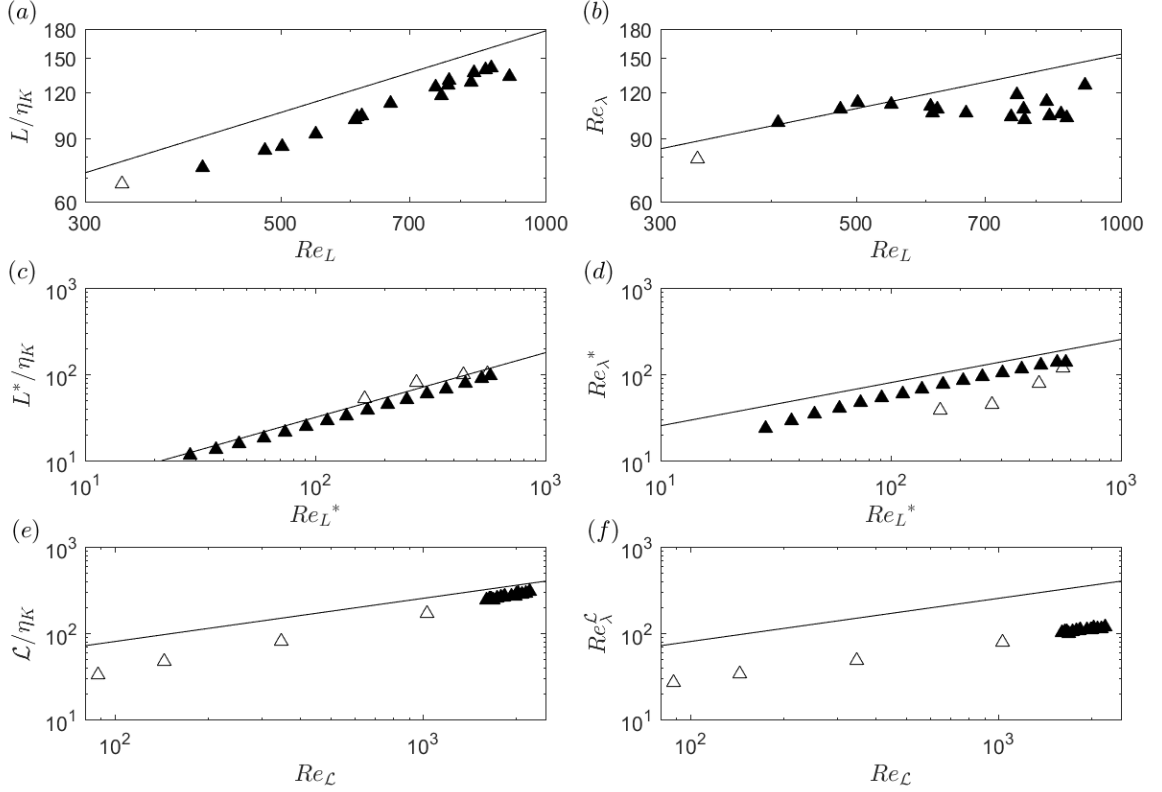 (a)
180
150
120
90
60
L/η_K
300
500
700
1000
Re_L
(b)
180
150
120
90
60
Re_λ
300
500
700
1000
Re_L
(c)
10^3
10^2
10^1
L^*/η_K
10^1
10^2
10^3
Re_L^*
(d)
10^3
10^2
10^1
Re_λ^*
10^1
10^2
10^3
Re_L^*
(e)
10^3
10^2
10^1
ℒ/η_K
10^2
10^3
Re_ℒ
(f)
10^3
10^2
10^1
Re_λ^ℒ
10^2
10^3
Re_ℒ